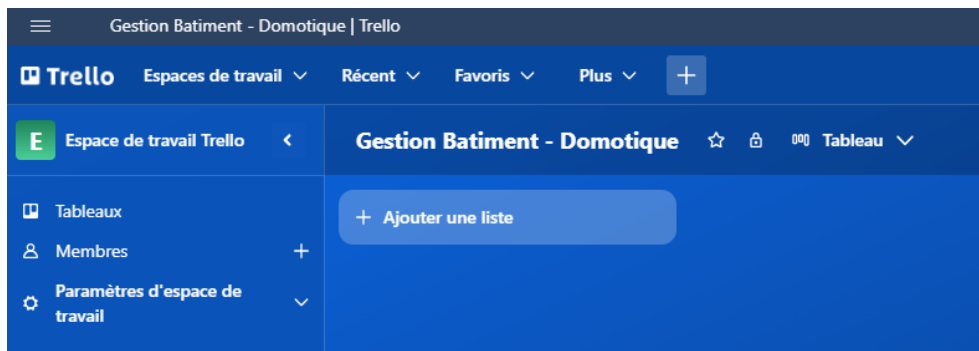 Gestion Batiment - Domotique | Trello
Trello Espaces de travail Récent Favoris Plus
E Espace de travail Trello Gestion Batiment - Domotique Tableau
Tableaux
+ Ajouter une liste
Membres +
Paramètres d'espace de
travail